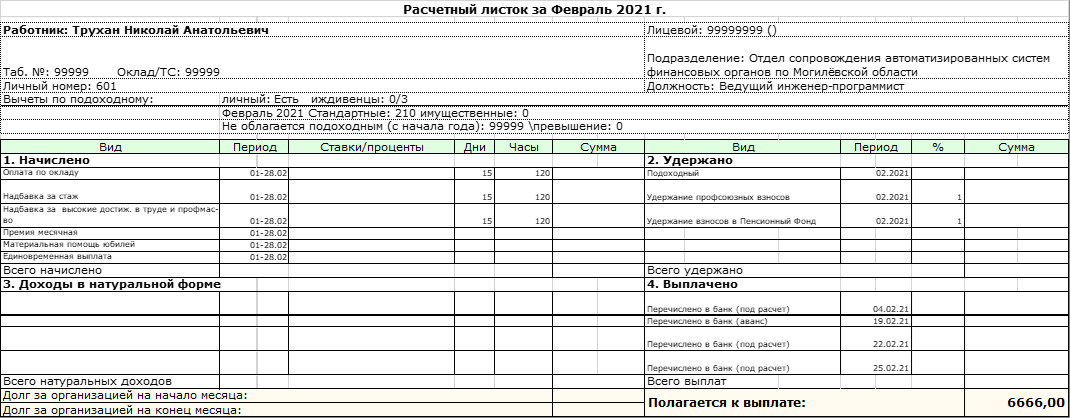 Расчетный листок за Февраль 2021 г.
Работник: Трухан Николай Анатольевич Лицевой: 99999999 ()
Таб. №: 99999 Оклад/ТС: 99999 Подразделение: Отдел сопровождения автоматизированных систем
финансовых органов по Могилёвской области
Личный номер: 601 Должность: Ведущий инженер-программист
Вычеты по подоходному: личный: Есть иждивенцы: 0/3
Февраль 2021 Стандартные: 210 имущественные: 0
Не облагается подоходным (с начала года): 99999 \превышение: 0
Вид Период Ставки/проценты Дни Часы Сумма Вид Период % Сумма
1. Начислено 2. Удержано
Оплата по окладу 01-28.02 15 120 Подоходный 02.2021
Надбавка за стаж 01-28.02 15 120 Удержание профсоюзных взносов 02.2021 1
Надбавка за высокие достиж. в труде и профмас-
во 01-28.02 15 120 Удержание взносов в Пенсионный Фонд 02.2021 1
Премия месячная 01-28.02
Материальная помощь юбилей 01-28.02
Единовременная выплата 01-28.02
Всего начислено Всего удержано
3. Доходы в натуральной форме 4. Выплачено
Перечислено в банк (под расчет) 04.02.21
Перечислено в банк (аванс) 19.02.21
Перечислено в банк (под расчет) 22.02.21
Перечислено в банк (под расчет) 25.02.21
Всего натуральных доходов Всего выплат
Долг за организацией на начало месяца:
Полагается к выплате: 6666,00
Долг за организацией на конец месяца: